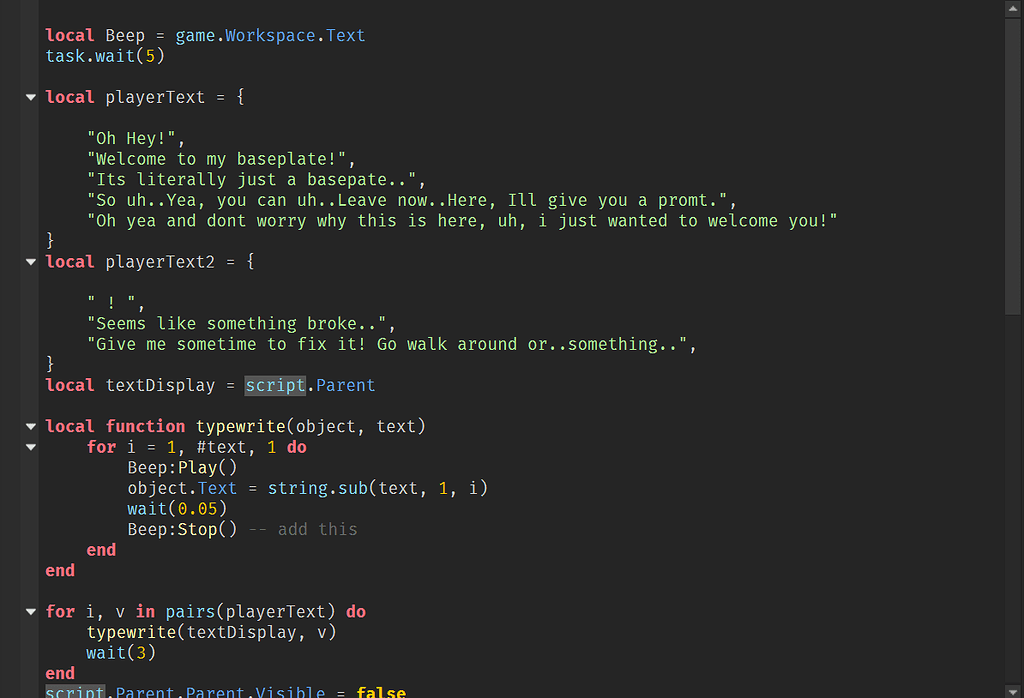 local Beep = game.Workspace.Text
task.wait(5)
local playerText = {
"Oh Hey!",
"Welcome to my baseplate!",
"Its literally just a basepate..",
"So uh..Yea, you can uh..Leave now..Here, Ill give you a promt.",
"Oh yea and dont worry why this is here, uh, i just wanted to welcome you!"
}
local playerText2 = {
" ! ",
"Seems like something broke..",
"Give me sometime to fix it! Go walk around or..something..",
}
local textDisplay = script.Parent
local function typewrite(object, text)
for i = 1, #text, 1 do
Beep:Play()
object.Text = string.sub(text, 1, i)
wait(0.05)
Beep:Stop() -- add this
end
end
for i, v in pairs(playerText) do
typewrite(textDisplay, v)
wait(3)
end
script.Parent.Parent.Visible = false